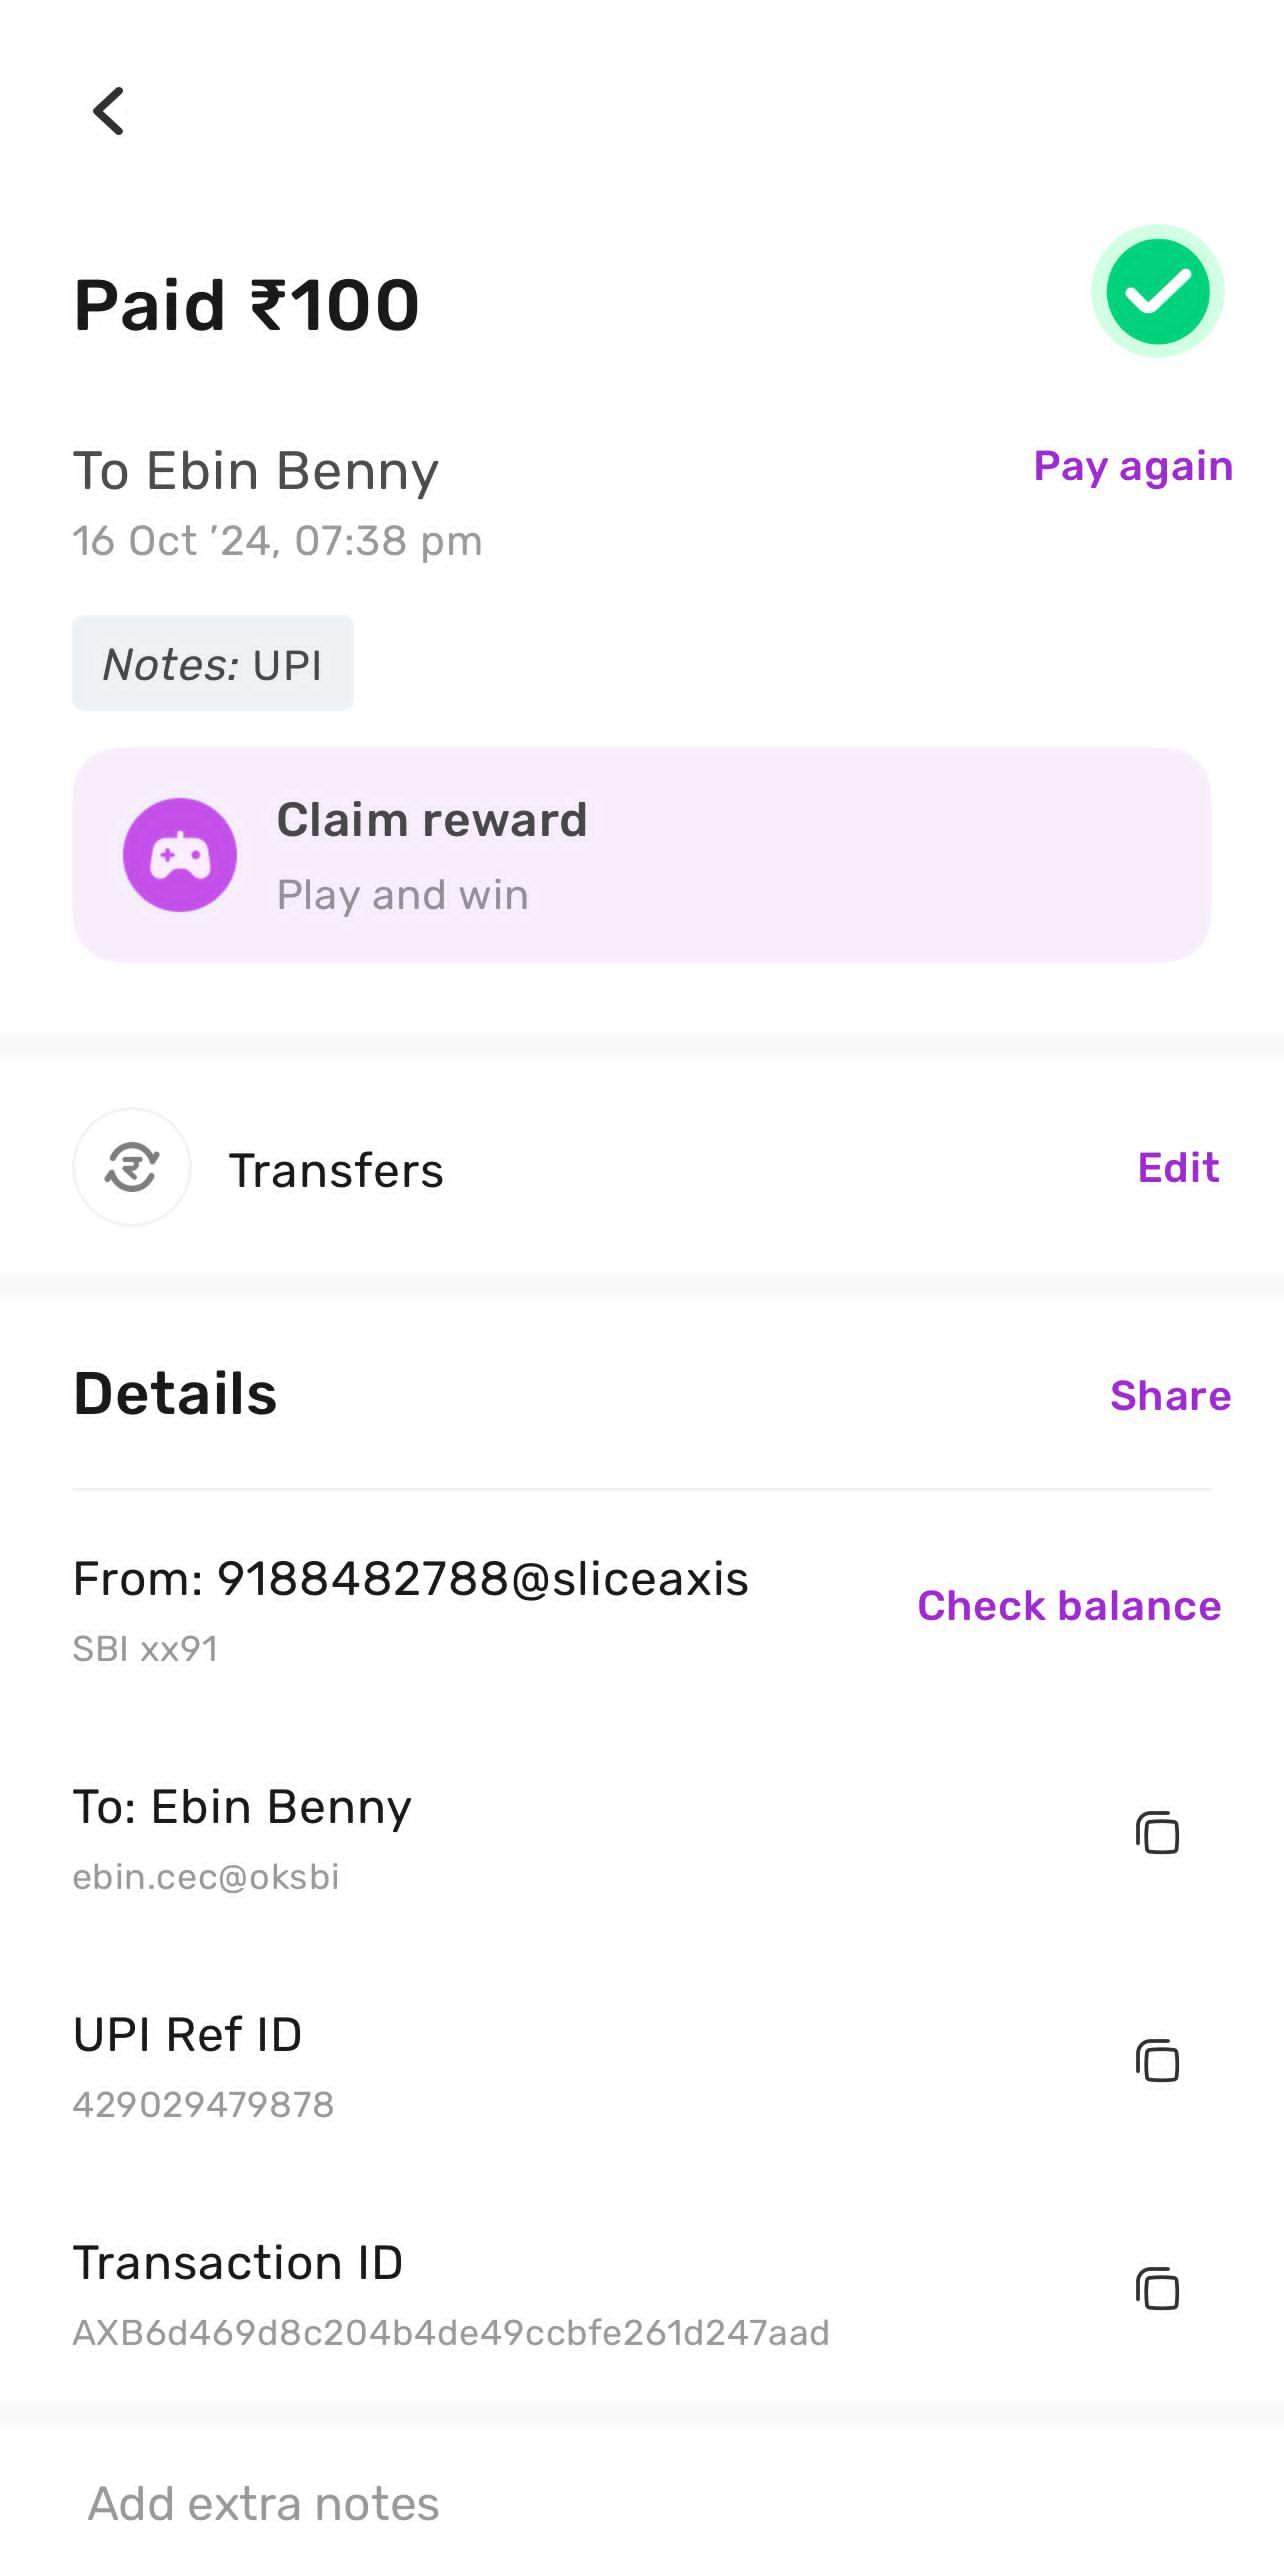 Paid ₹100
To Ebin Benny
Pay again
16 Oct ’24, 07:38 pm
Notes: UPI
Claim reward
Play and win
Transfers
Edit
Details
Share
From: 9188482788@sliceaxis
Check balance
SBI xx91
To: Ebin Benny
ebin.cec@oksbi
UPI Ref ID
429029479878
Transaction ID
AXB6d469d8c204b4de49ccbfe261d247aad
Add extra notes